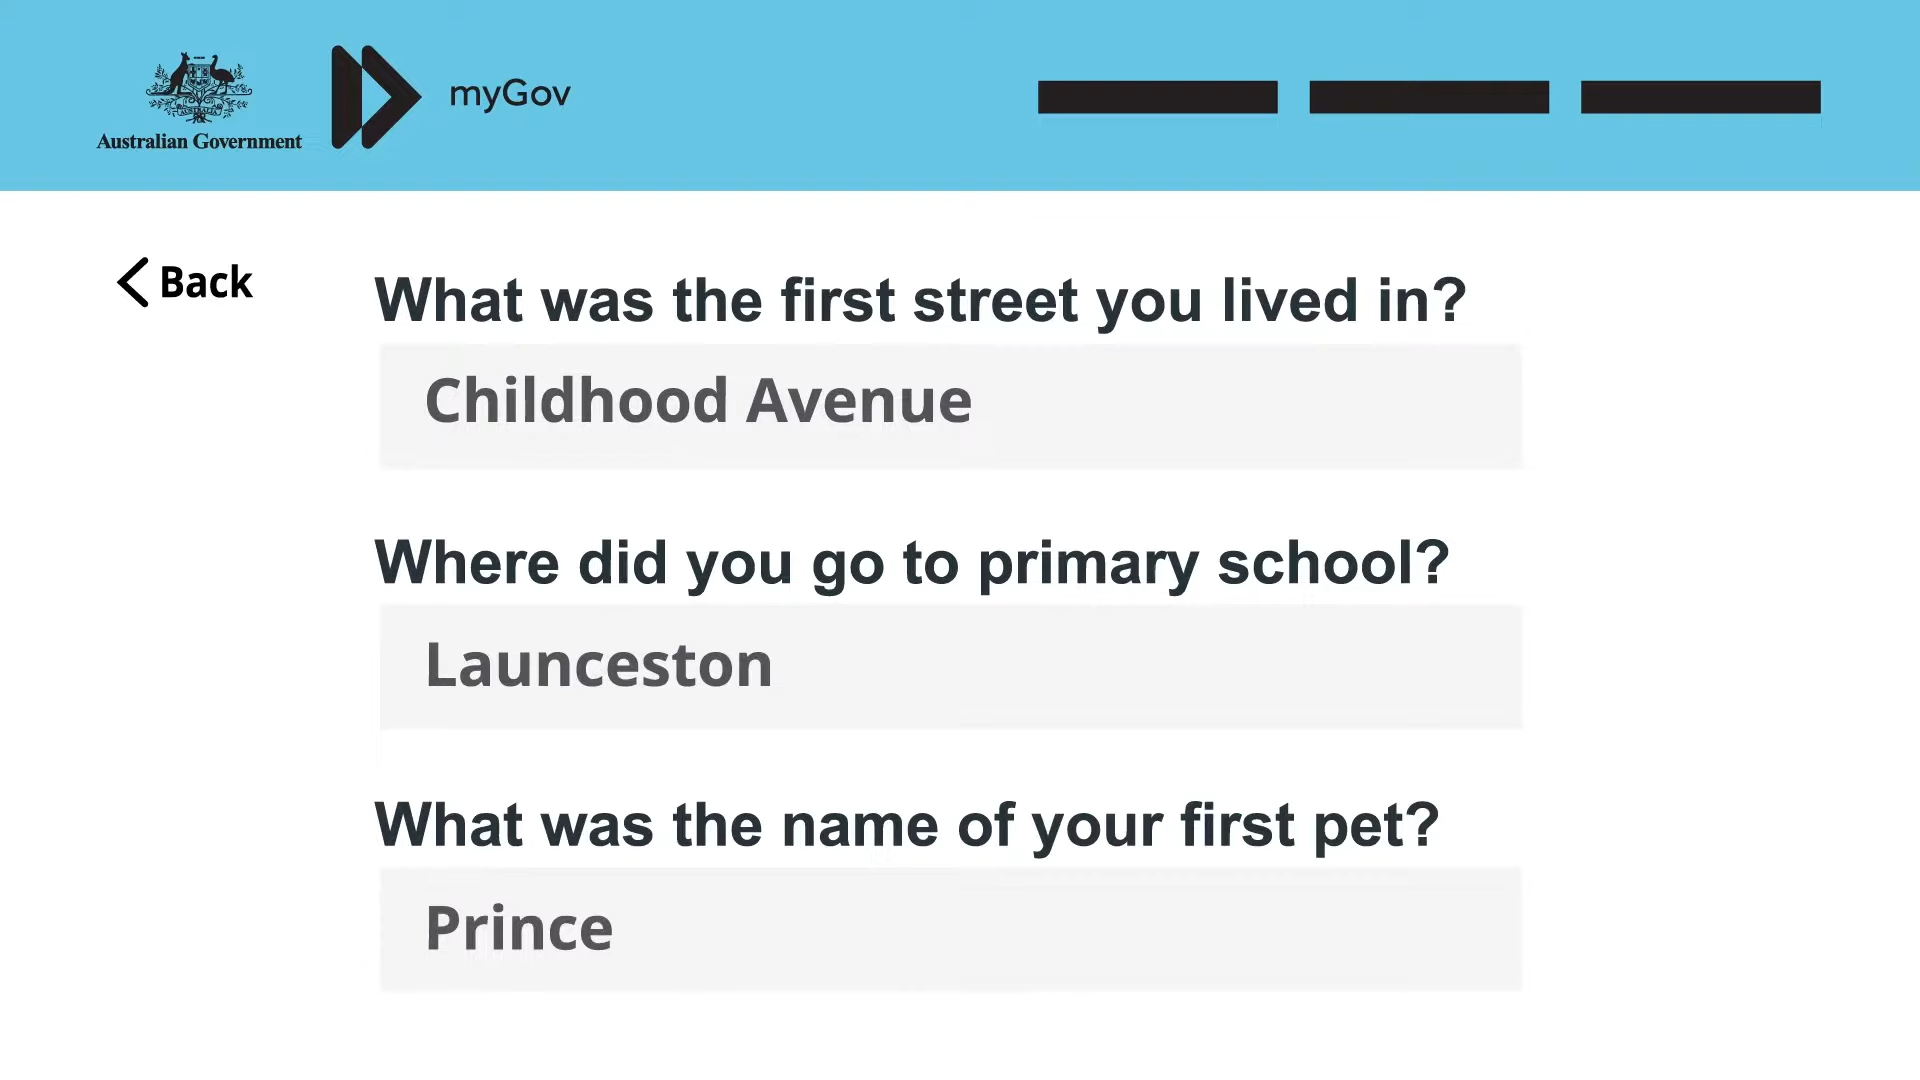 Australian Government
myGov
Back
What was the first street you lived in?
Childhood Avenue
Where did you go to primary school?
Launceston
What was the name of your first pet?
Prince